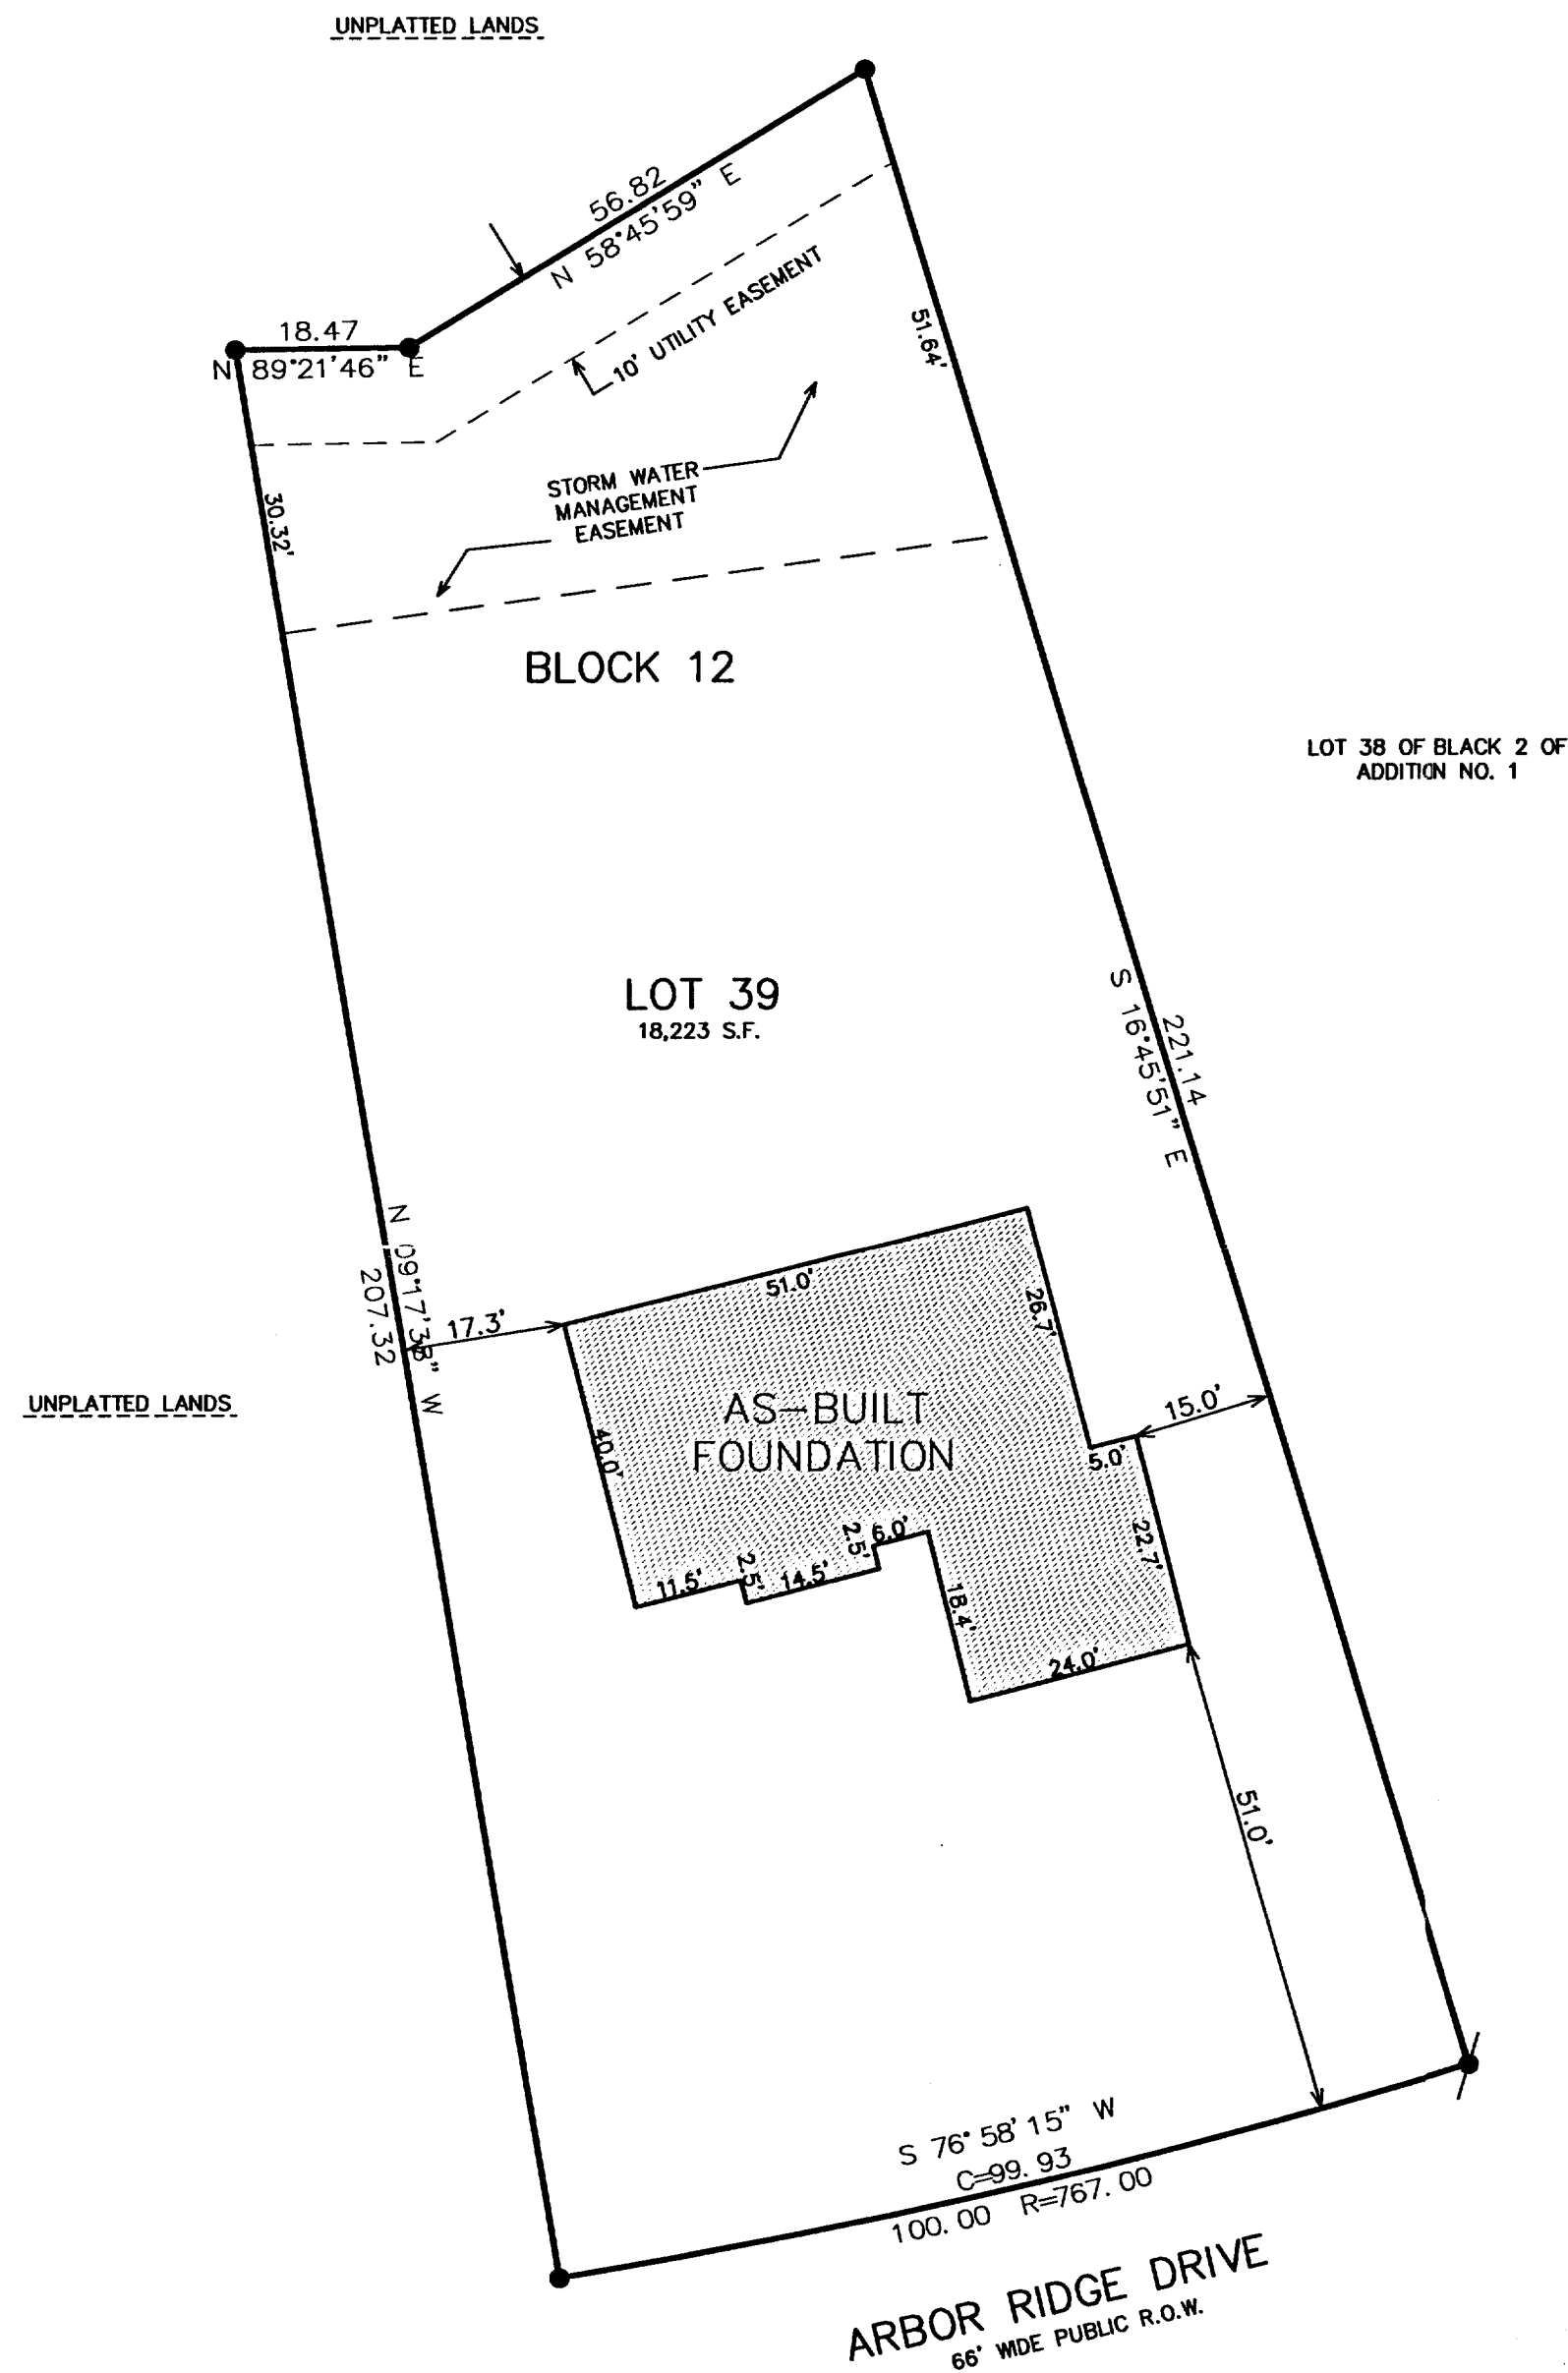 UNPLATTED LANDS
56.82
N 58°45'59" E
18.47
N 89°21'46" E
10' UTILITY EASEMENT
51.64'
30.32'
STORM WATER
MANAGEMENT
EASEMENT
BLOCK 12
LOT 38 OF BLACK 2 OF
ADDITION NO. 1
LOT 39
18,223 S.F.
221.14
S 16°45'51" E
N 09°17'38" W
207.32
17.3'
51.0'
26.7'
UNPLATTED LANDS
40.0'
AS-BUILT
FOUNDATION
15.0'
5.0'
11.5'
2.5'
14.5'
2.5'
6.0'
18.4'
22.7'
24.0'
51.0'
S 76°58'15" W
C=99.93
100.00 R=767.00
ARBOR RIDGE DRIVE
66' WIDE PUBLIC R.O.W.